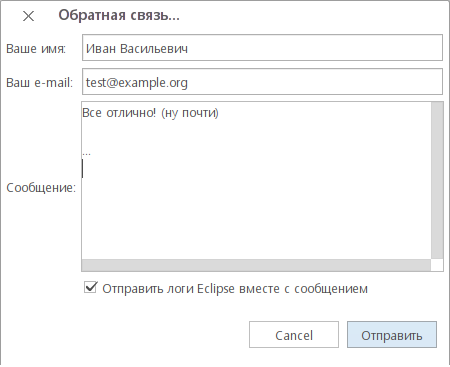 Обратная связь...
Ваше имя: Иван Васильевич
Ваш e-mail: test@example.org
Все отлично! (ну почти)
...
Сообщение:
Отправить логи Eclipse вместе с сообщением
Cancel Отправить